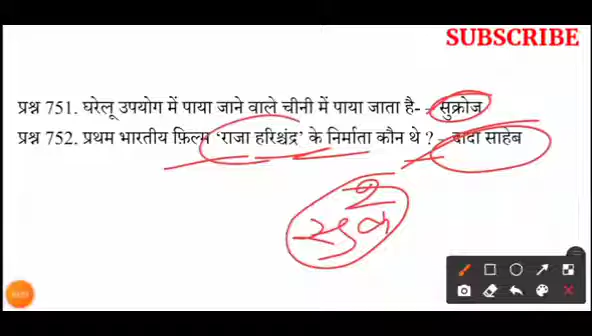 SUBSCRIBE
प्रश्न 751. घरेलू उपयोग में पाया जाने वाले चीनी में पाया जाता है- – सुक्रोज
प्रश्न 752. प्रथम भारतीय फ़िल्म ‘राजा हरिश्चंद्र’ के निर्माता कौन थे ? – दादा साहेब